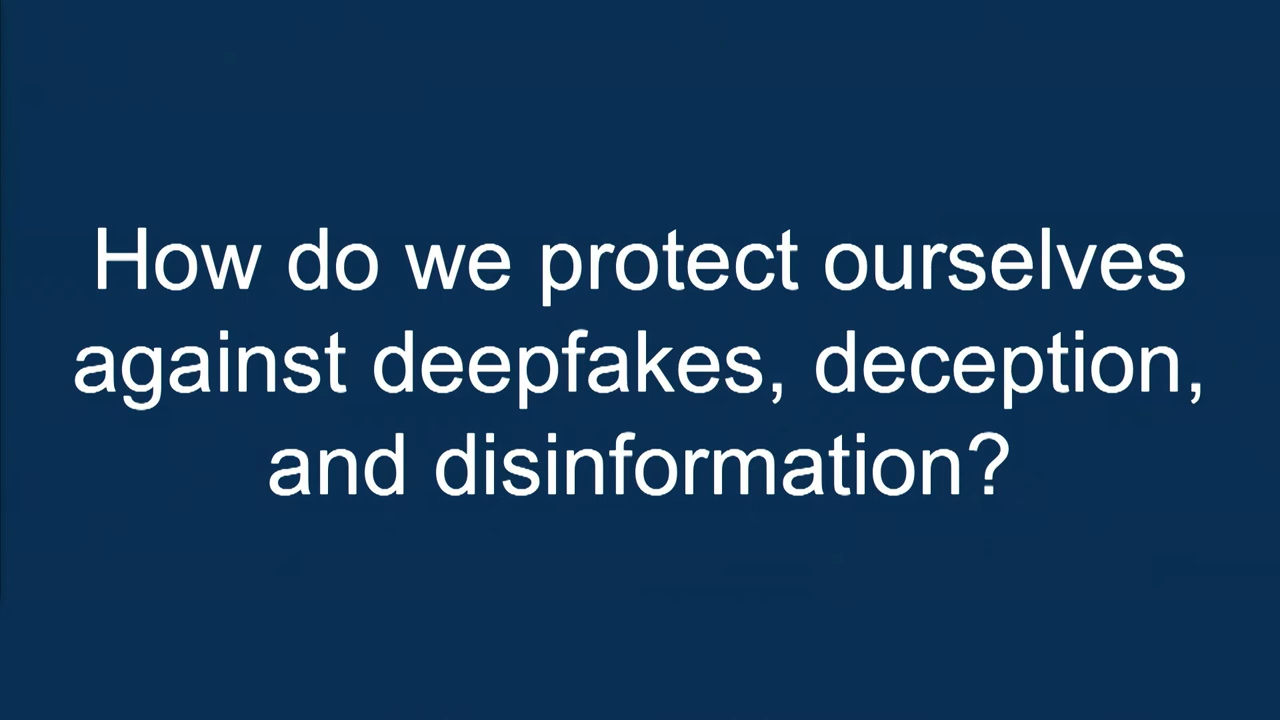 How do we protect ourselves
against deepfakes, deception,
and disinformation?